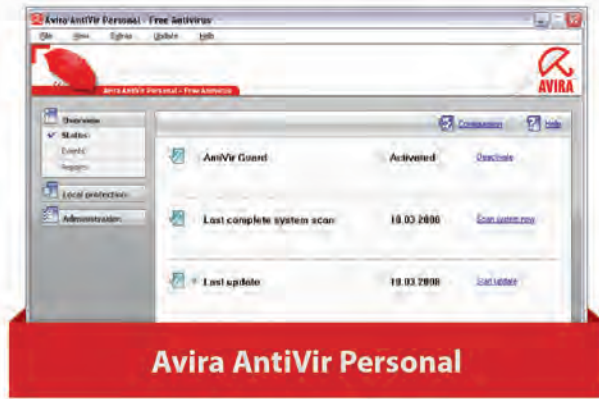 Avira AntiVir Personal - Free Antivirus
File View Extras Update Help
AVIRA
Avira AntiVir Personal - Free Antivirus
Overview
Configuration Help
Status
Events
Reports
AntiVir Guard Activated Deactivate
Local protection
Administration
Last complete system scan 10.03.2008 Scan system now
Last update 10.03.2008 Start update
Avira AntiVir Personal